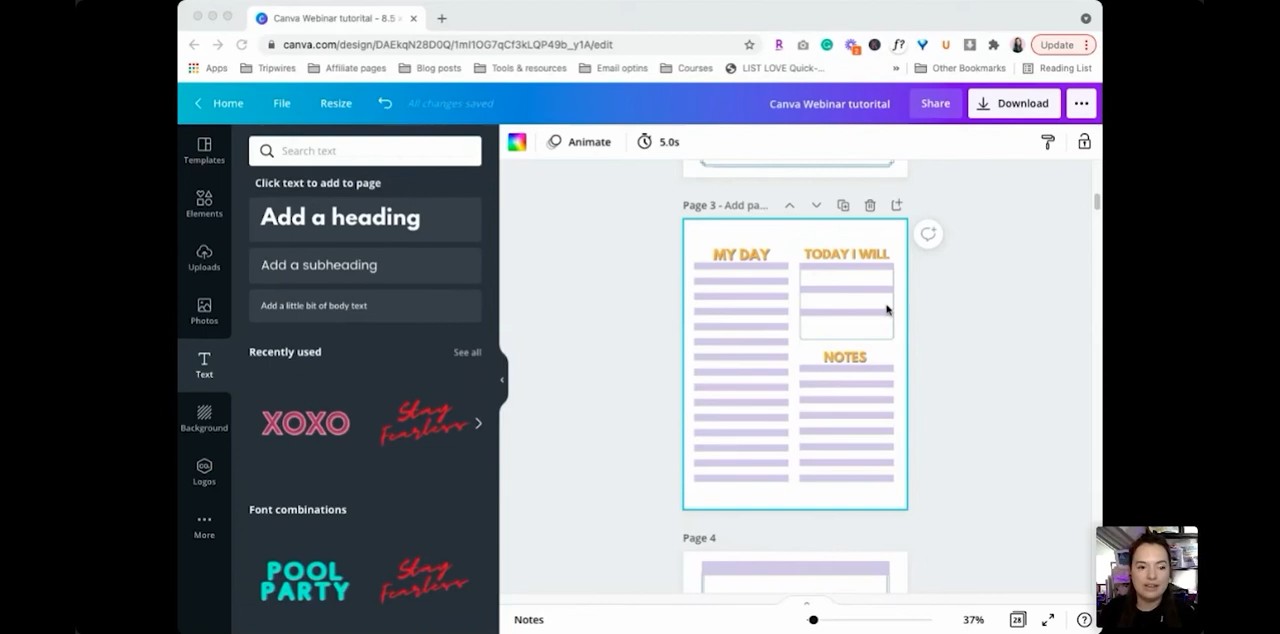 Canva Webinar tutorital - 8.5 ×
canva.com/design/DAEkqN28D0Q/1mI1OG7qCf3kLQP49b_y1A/edit
Update
Apps Tripwires Affiliate pages Blog posts Tools & resources Email optins Courses LIST LOVE Quick-... » Other Bookmarks Reading List
Home File Resize All changes saved Canva Webinar tutorital Share Download
Animate 5.0s
Templates
Elements
Uploads
Photos
Text
Background
Logos
CO.
More
Search text
Click text to add to page
Add a heading
Add a subheading
Add a little bit of body text
Recently used See all
XOXO
Stay
Fearless
Font combinations
POOL
PARTY
Stay
Fearless
Page 3 - Add pa...
MY DAY
TODAY I WILL
NOTES
Page 4
Notes
37%
28